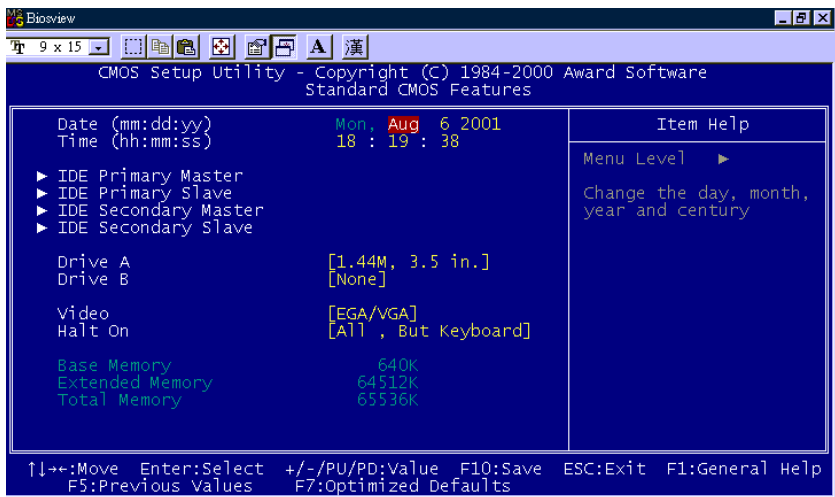 Biosview
9 x 15
A 漢
CMOS Setup Utility - Copyright (C) 1984-2000 Award Software
Standard CMOS Features
Date (mm:dd:yy) Mon, Aug 6 2001
Time (hh:mm:ss) 18 : 19 : 38
▶ IDE Primary Master
▶ IDE Primary Slave
▶ IDE Secondary Master
▶ IDE Secondary Slave
Drive A [1.44M, 3.5 in.]
Drive B [None]
Video [EGA/VGA]
Halt On [All , But Keyboard]
Base Memory 640K
Extended Memory 64512K
Total Memory 65536K
Item Help
Menu Level ▶
Change the day, month,
year and century
↑↓→←:Move Enter:Select +/-/PU/PD:Value F10:Save ESC:Exit F1:General Help
F5:Previous Values F7:Optimized Defaults